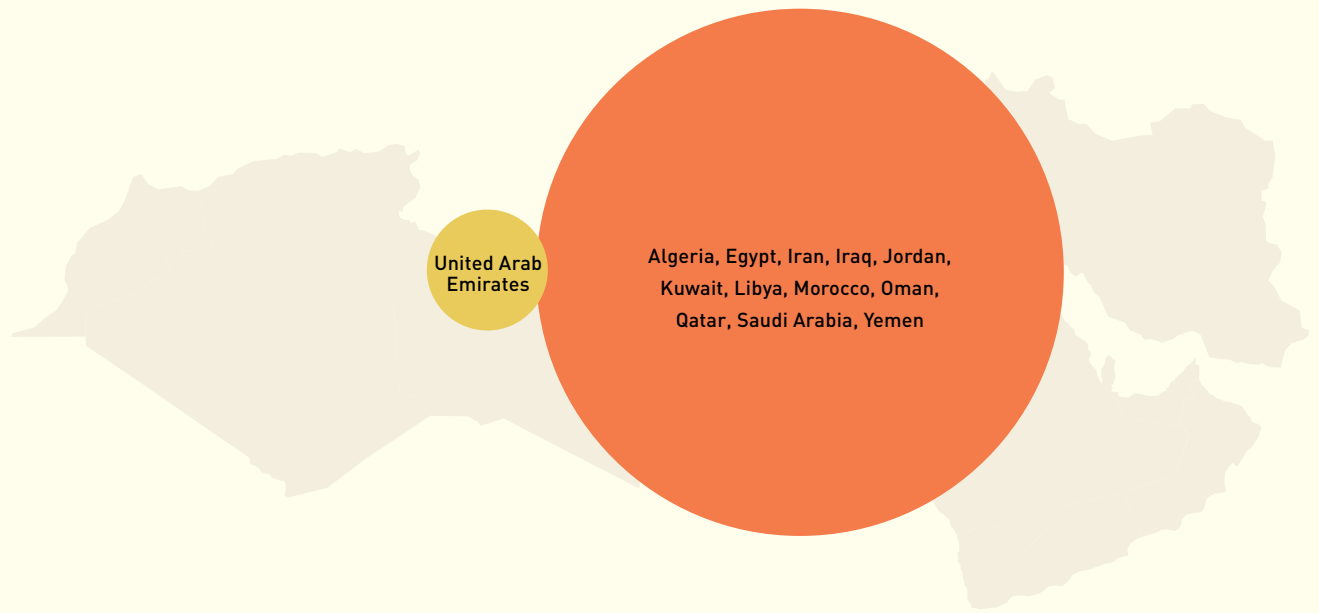 United Arab
Emirates
Algeria, Egypt, Iran, Iraq, Jordan,
Kuwait, Libya, Morocco, Oman,
Qatar, Saudi Arabia, Yemen